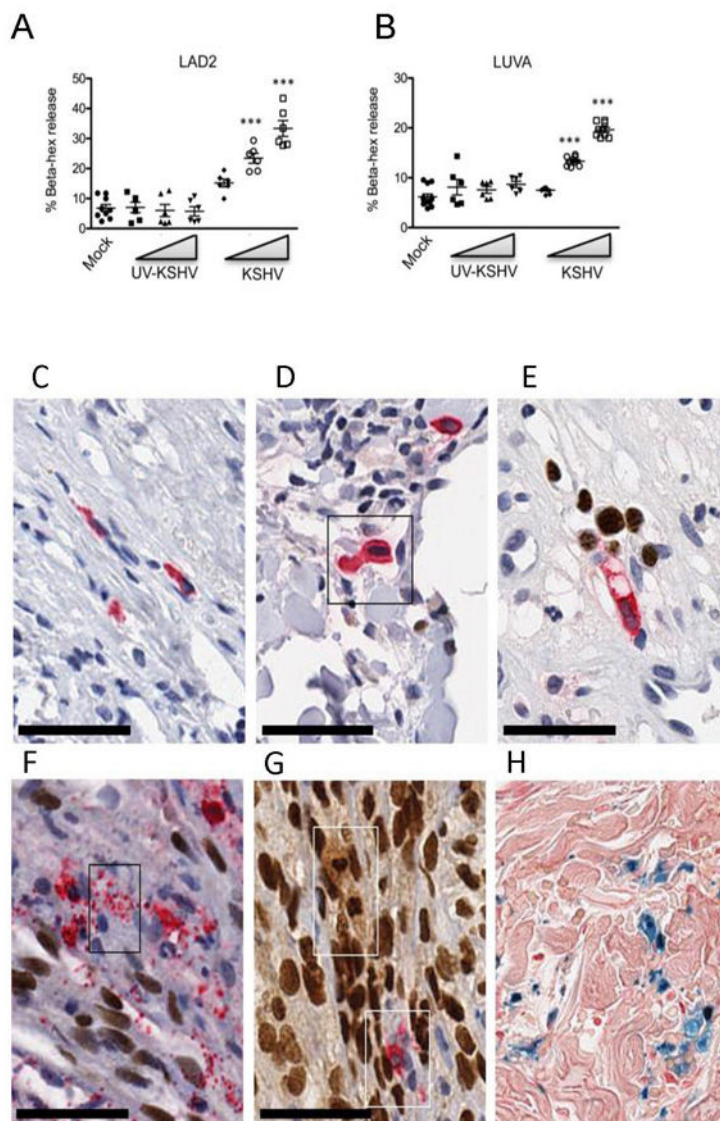 A
LAD2
% Beta-hex release
50
40
30
20
10
0
***
***
Mock
UV-KSHV
KSHV
B
LUVA
% Beta-hex release
30
20
10
0
***
***
Mock
UV-KSHV
KSHV
C
D
E
F
G
H